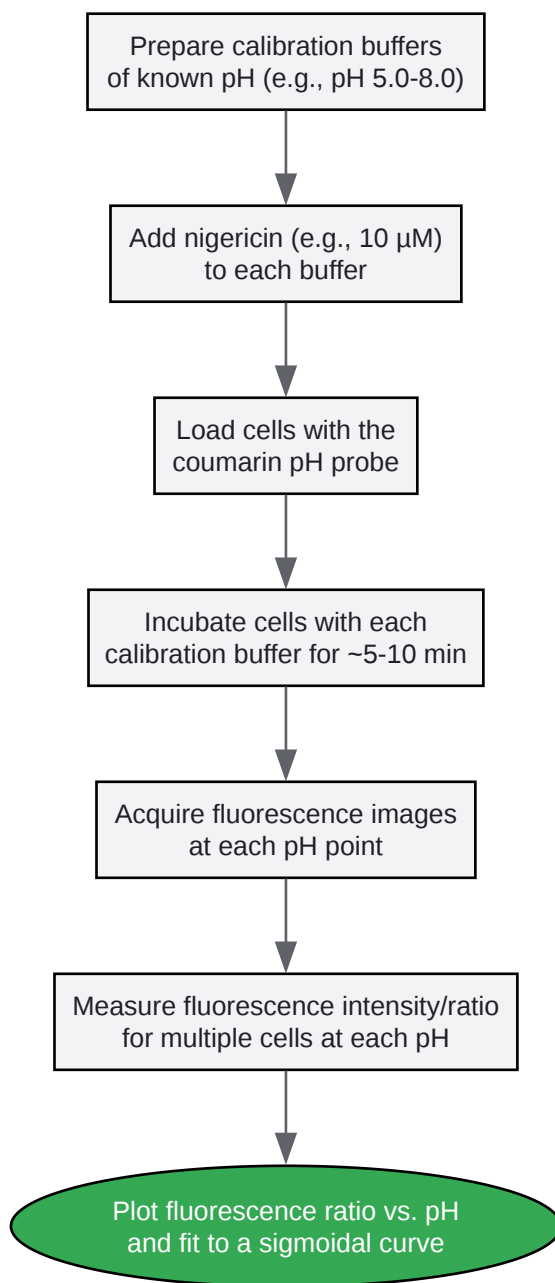 Prepare calibration buffers
of known pH (e.g., pH 5.0-8.0)
Add nigericin (e.g., 10 µM)
to each buffer
Load cells with the
coumarin pH probe
Incubate cells with each
calibration buffer for ~5-10 min
Acquire fluorescence images
at each pH point
Measure fluorescence intensity/ratio
for multiple cells at each pH
Plot fluorescence ratio vs. pH
and fit to a sigmoidal curve